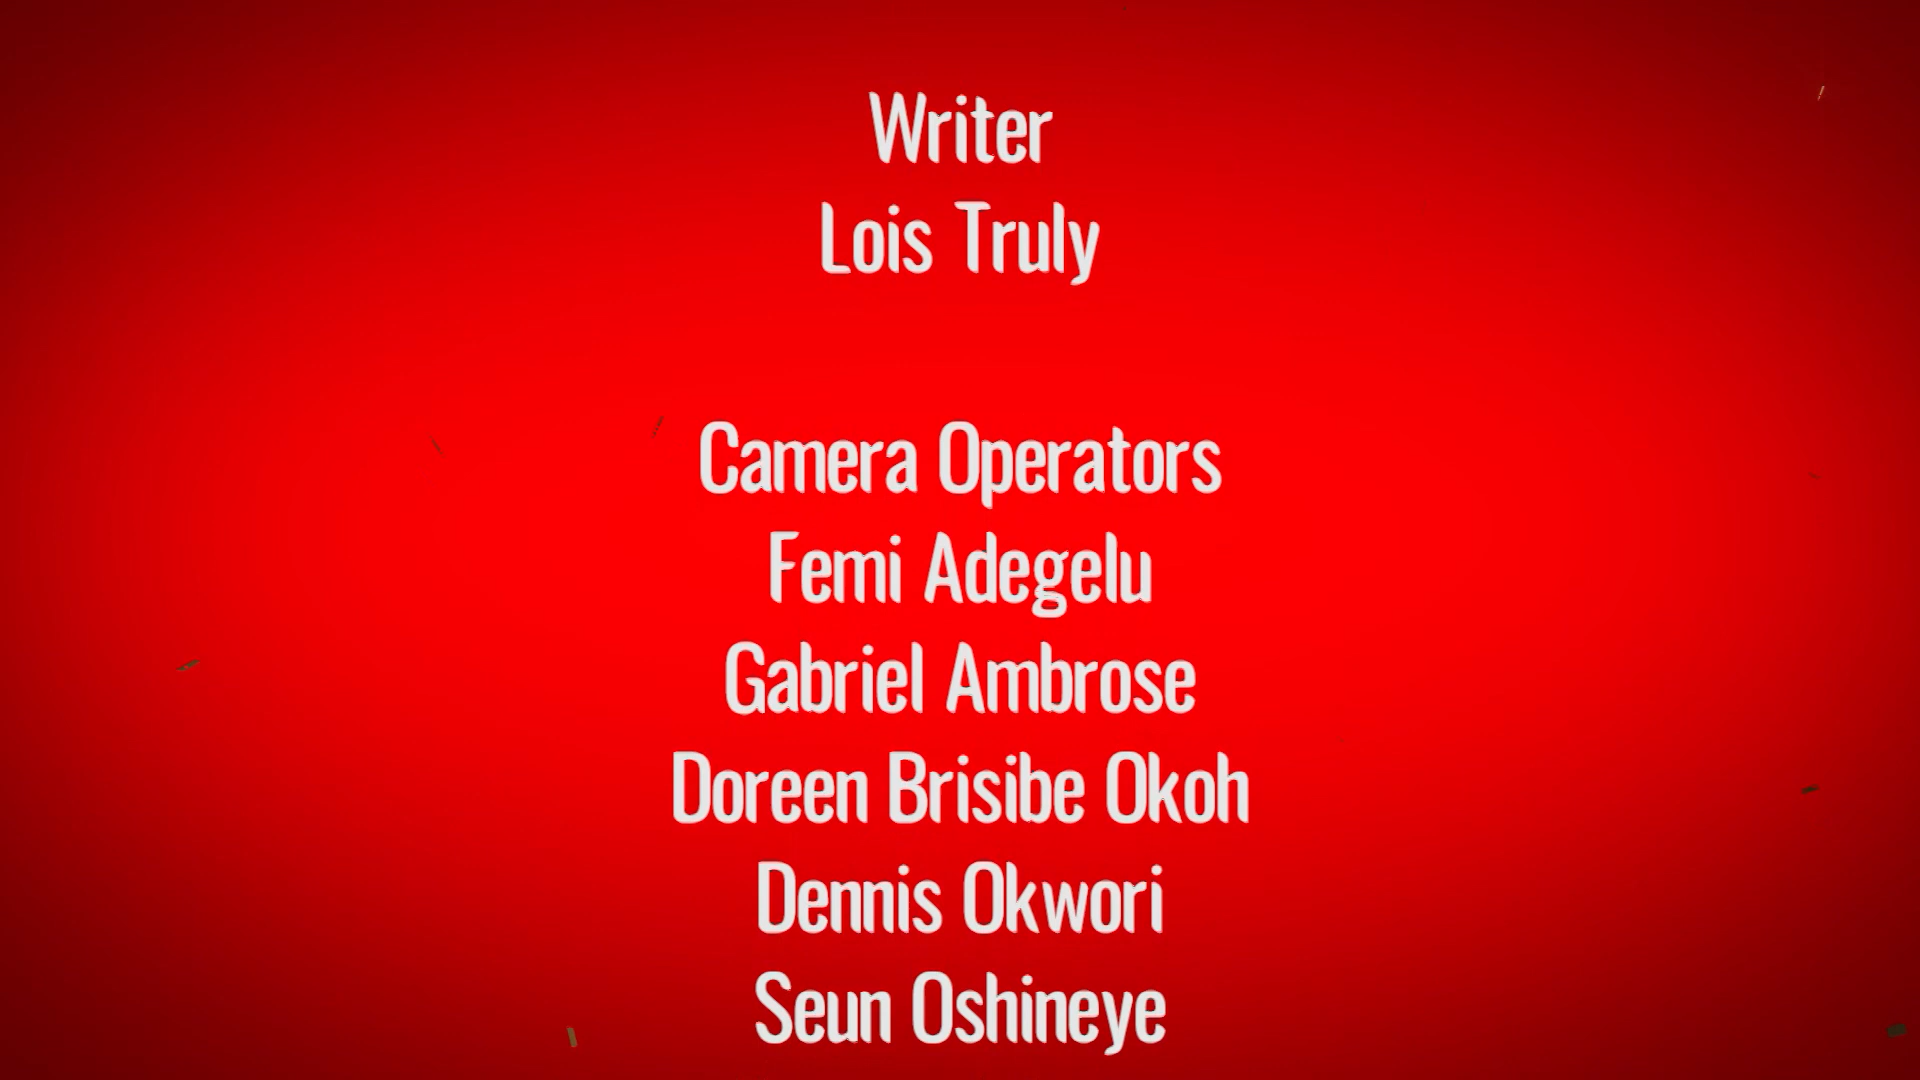 Writer
Lois Truly
Camera Operators
Femi Adegelu
Gabriel Ambrose
Doreen Brisibe Okoh
Dennis Okwori
Seun Oshineye